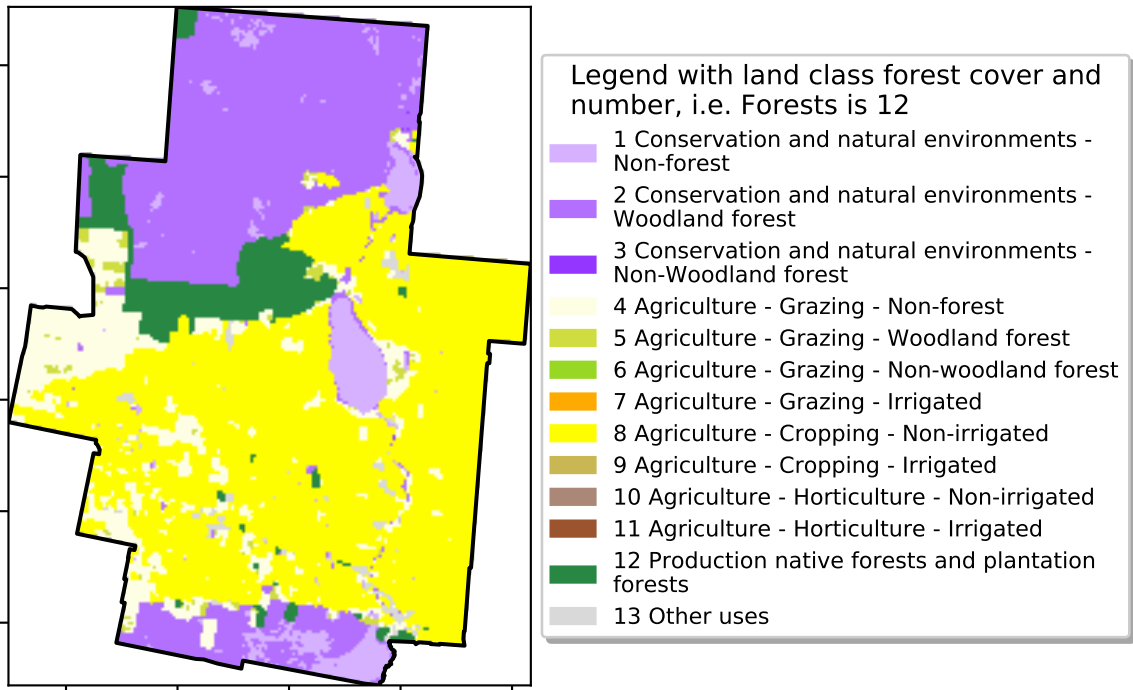 Legend with land class forest cover and
number, i.e. Forests is 12
1 Conservation and natural environments -
Non-forest
2 Conservation and natural environments -
Woodland forest
3 Conservation and natural environments -
Non-Woodland forest
4 Agriculture - Grazing - Non-forest
5 Agriculture - Grazing - Woodland forest
6 Agriculture - Grazing - Non-woodland forest
7 Agriculture - Grazing - Irrigated
8 Agriculture - Cropping - Non-irrigated
9 Agriculture - Cropping - Irrigated
10 Agriculture - Horticulture - Non-irrigated
11 Agriculture - Horticulture - Irrigated
12 Production native forests and plantation
forests
13 Other uses